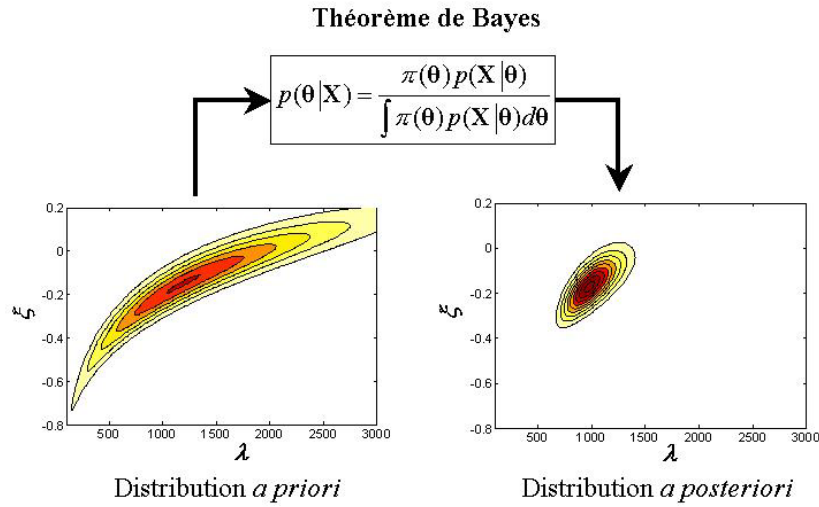 Théorème de Bayes
p(θ|X) = π(θ) p(X|θ) / ∫ π(θ) p(X|θ) dθ
0.2
0
-0.2
-0.4
-0.6
-0.8
ξ
500 1000 1500 2000 2500 3000
λ
Distribution a priori
0.2
0
-0.2
-0.4
-0.6
-0.8
ξ
500 1000 1500 2000 2500 3000
λ
Distribution a posteriori